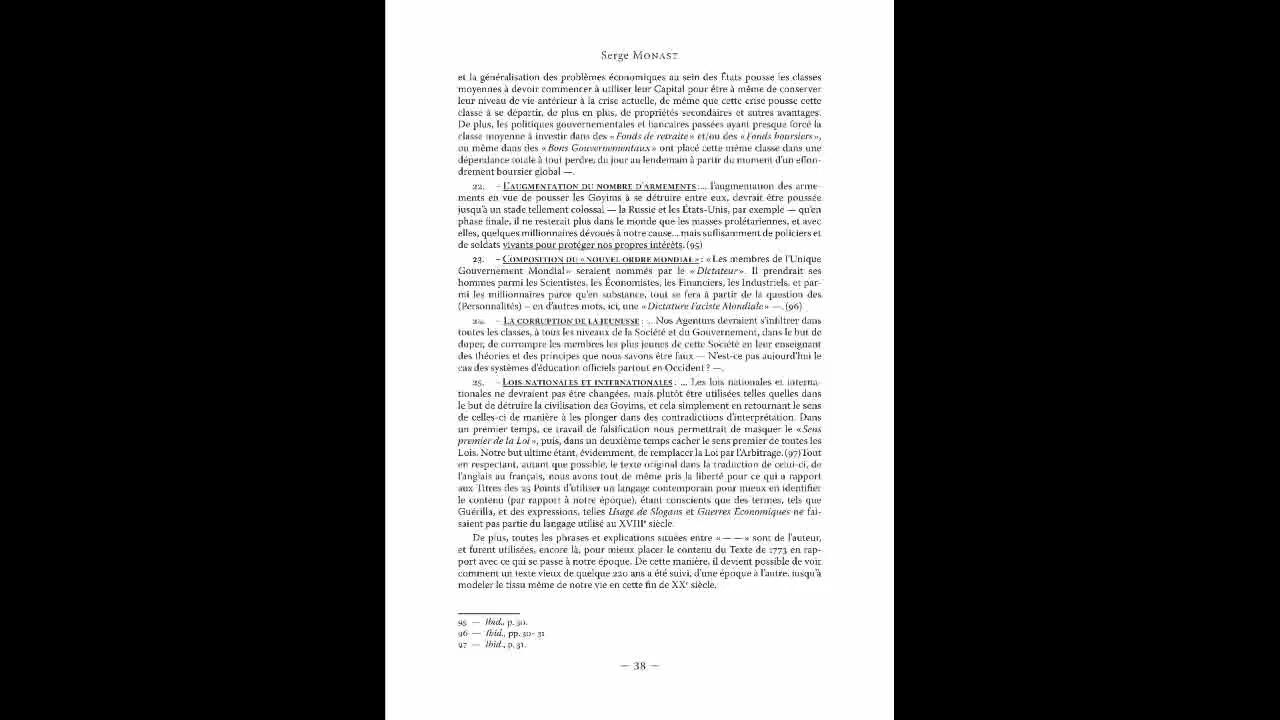 Serge Monast
et la généralisation des problèmes économiques au sein des États pousse les classes
moyennes à devoir commencer à utiliser leur Capital pour être à même de conserver
leur niveau de vie antérieur à la crise actuelle, de même que cette crise pousse cette
classe à se départir, de plus en plus, de propriétés secondaires et autres avantages.
De plus, les politiques gouvernementales et bancaires passées ayant presque forcé la
classe moyenne à investir dans des « Fonds de retraite » et/ou des « Fonds boursiers »,
ou même dans des « Bons Gouvernementaux » ont placé cette même classe dans une
dépendance totale à tout perdre, du jour au lendemain à partir du moment d'un effon-
drement boursier global —.
22. – L'augmentation du nombre d'armements :... l'augmentation des arme-
ments en vue de pousser les Goyims à se détruire entre eux, devrait être poussée
jusqu'à un stade tellement colossal — la Russie et les États-Unis, par exemple — qu'en
phase finale, il ne resterait plus dans le monde que les masses prolétariennes, et avec
elles, quelques millionnaires dévoués à notre cause... mais suffisamment de policiers et
de soldats vivants pour protéger nos propres intérêts. (95)
23. – Composition du « nouvel ordre mondial » : « Les membres de l'Unique
Gouvernement Mondial » seraient nommés par le « Dictateur ». Il prendrait ses
hommes parmi les Scientistes, les Économistes, les Financiers, les Industriels, et par-
mi les millionnaires parce qu'en substance, tout se fera à partir de la question des
(Personnalités) – en d'autres mots, ici, une « Dictature Faciste Mondiale » —. (96)
24. – La corruption de la jeunesse : ... Nos Agenturs devraient s'infiltrer dans
toutes les classes, à tous les niveaux de la Société et du Gouvernement, dans le but de
duper, de corrompre les membres les plus jeunes de cette Société en leur enseignant
des théories et des principes que nous savons être faux — N'est-ce pas aujourd'hui le
cas des systèmes d'éducation officiels partout en Occident ? —.
25. – Lois nationales et internationales : ... Les lois nationales et interna-
tionales ne devraient pas être changées, mais plutôt être utilisées telles quelles dans
le but de détruire la civilisation des Goyims, et cela simplement en retournant le sens
de celles-ci de manière à les plonger dans des contradictions d'interprétation. Dans
un premier temps, ce travail de falsification nous permettrait de masquer le « Sens
premier de la Loi », puis, dans un deuxième temps cacher le sens premier de toutes les
Lois. Notre but ultime étant, évidemment, de remplacer la Loi par l'Arbitrage. (97)Tout
en respectant, autant que possible, le texte original dans la traduction de celui-ci, de
l'anglais au français, nous avons tout de même pris la liberté pour ce qui a rapport
aux Titres des 25 Points d'utiliser un langage contemporain pour mieux en identifier
le contenu (par rapport à notre époque), étant conscients que des termes, tels que
Guérilla, et des expressions, telles Usage de Slogans et Guerres Économiques ne fai-
saient pas partie du langage utilisé au XVIIIe siècle.
De plus, toutes les phrases et explications situées entre « — — » sont de l'auteur,
et furent utilisées, encore là, pour mieux placer le contenu du Texte de 1773 en rap-
port avec ce qui se passe à notre époque. De cette manière, il devient possible de voir
comment un texte vieux de quelque 220 ans a été suivi, d'une époque à l'autre, jusqu'à
modeler le tissu même de notre vie en cette fin de XXe siècle.
95 — Ibid., p. 30.
96 — Ibid., pp. 30- 31
97 — Ibid., p. 31.
— 38 —